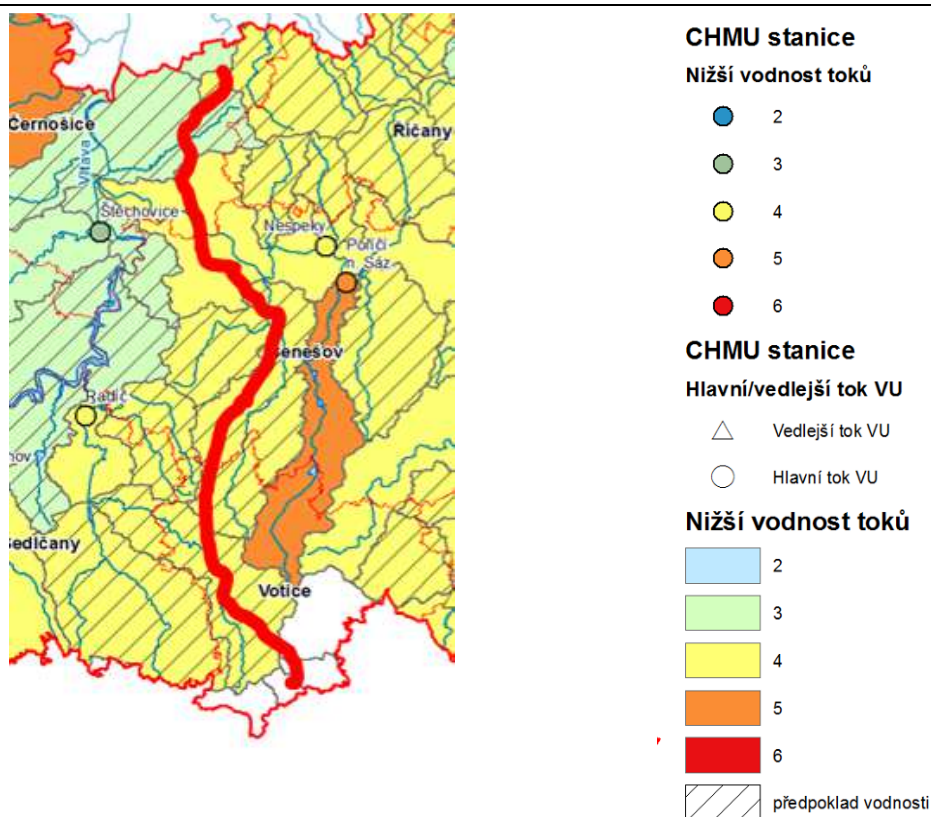 Černošice
Říčany
Vltava
Štěchovice
Nespeky
Poříčí
n. Sáz.
Benešov
Radíč
Sedlčany
Votice
CHMU stanice
Nižší vodnost toků
2
3
4
5
6
CHMU stanice
Hlavní/vedlejší tok VU
Vedlejší tok VU
Hlavní tok VU
Nižší vodnost toků
2
3
4
5
6
předpoklad vodnosti